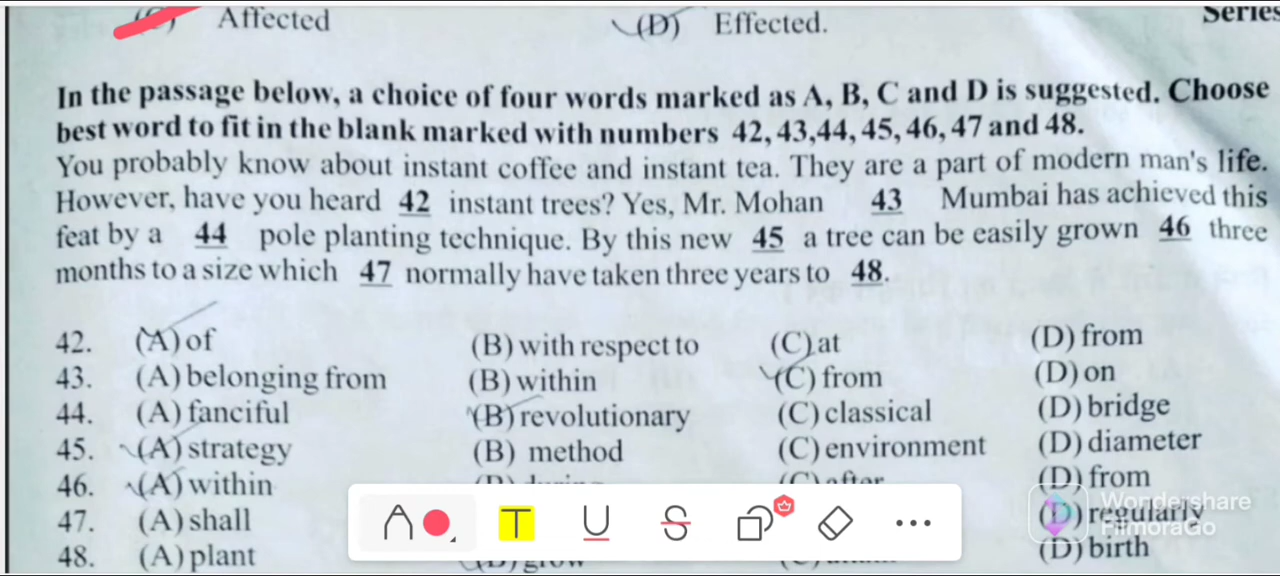 Affected (D) Effected. Series
In the passage below, a choice of four words marked as A, B, C and D is suggested. Choose
best word to fit in the blank marked with numbers 42, 43,44, 45, 46, 47 and 48.
You probably know about instant coffee and instant tea. They are a part of modern man's life.
However, have you heard 42 instant trees? Yes, Mr. Mohan 43 Mumbai has achieved this
feat by a 44 pole planting technique. By this new 45 a tree can be easily grown 46 three
months to a size which 47 normally have taken three years to 48.
42. (A) of (B) with respect to (C) at (D) from
43. (A) belonging from (B) within (C) from (D) on
44. (A) fanciful (B) revolutionary (C) classical (D) bridge
45. (A) strategy (B) method (C) environment (D) diameter
46. (A) within (D) from
47. (A) shall (D) regularly
48. (A) plant grow (D) birth
T U S
Wondershare
FilmoraGo